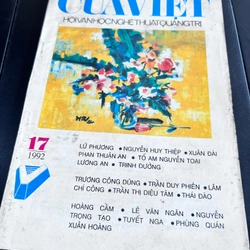 CỬA VIỆT
HỘI VĂN HỌC NGHỆ THUẬT QUẢNG TRỊ
17
1992
LỮ PHƯƠNG • NGUYỄN HUY THIỆP • XUÂN ĐÀI
PHAN THUẬN AN • TÔ AM NGUYỄN TOẠI
LƯƠNG AN • TRỊNH ĐƯỜNG
TRƯƠNG CÔNG DŨNG • TRẦN DUY PHIÊN • LÂM
CHÍ CÔNG • TRẦN THỊ DIỆU TÂM • THÁI ĐÀO
HOÀNG CẦM • LÊ VĂN NGĂN • NGUYỄN
TRỌNG TẠO • TUYẾT NGA • PHÙNG QUÁN
XUÂN HOÀNG